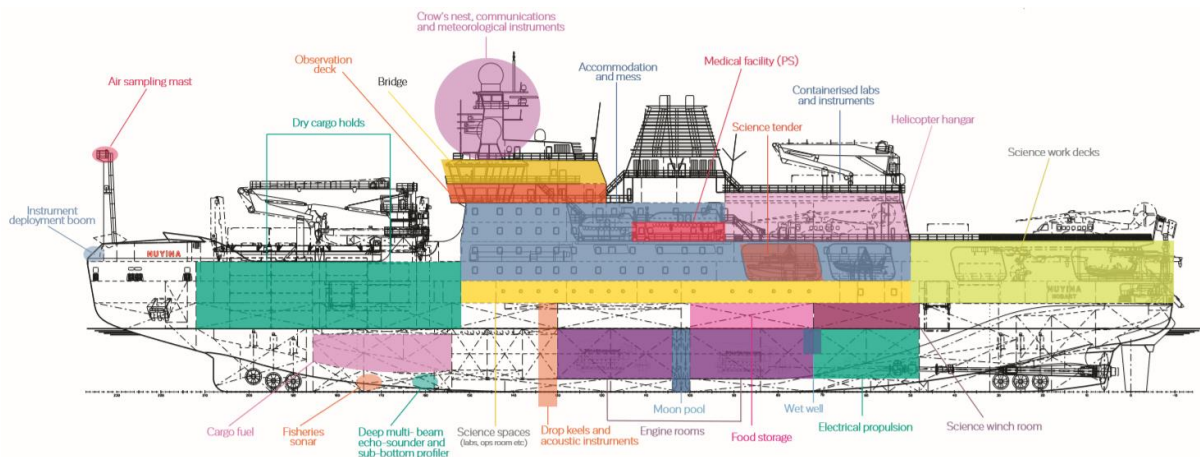 Crow's nest, communications
and meteorological instruments
Observation
deck
Bridge
Accommodation
and mess
Medical facility (PS)
Air sampling mast
Containerised labs
and instruments
Dry cargo holds
Science tender
Helicopter hangar
Science work decks
Instrument
deployment boom
NUYINA
NUYINA
HOBART
Cargo fuel
Fisheries
sonar
Deep multi- beam
echo-sounder and
sub-bottom profiler
Science spaces
(labs, ops room etc)
Drop keels and
acoustic instruments
Moon pool
Engine rooms
Food storage
Wet well
Electrical propulsion
Science winch room